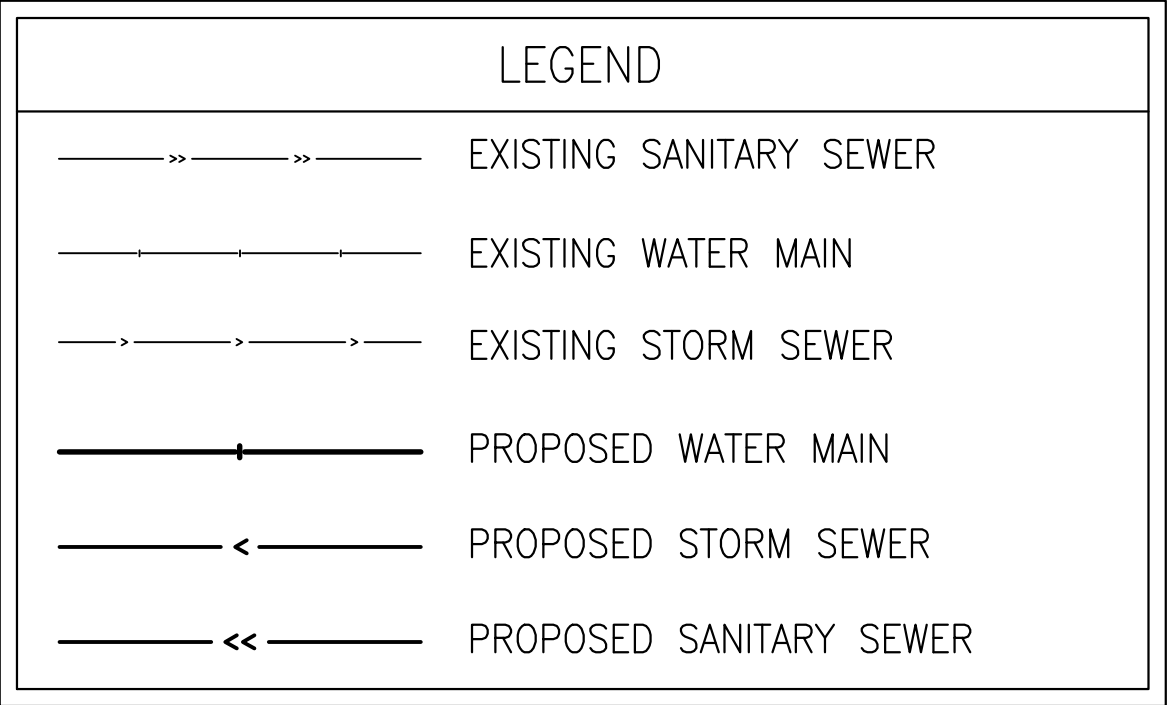 LEGEND
>> >> EXISTING SANITARY SEWER
EXISTING WATER MAIN
> > > EXISTING STORM SEWER
PROPOSED WATER MAIN
< PROPOSED STORM SEWER
<< PROPOSED SANITARY SEWER